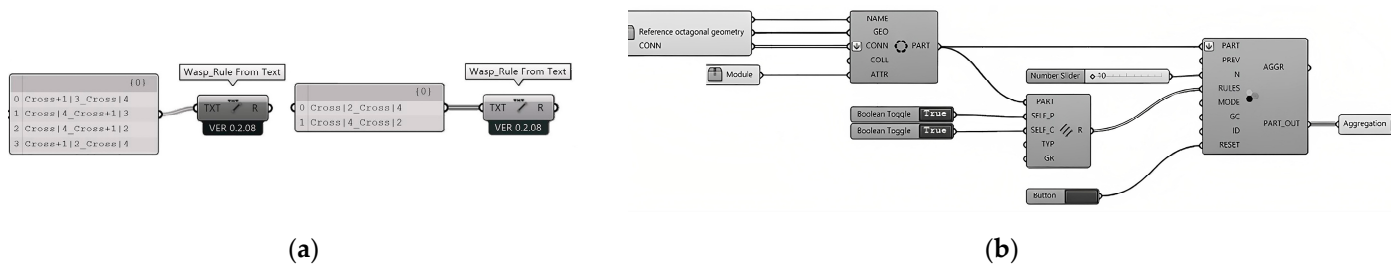 Wasp_Rule From Text
{0}
0 Cross+1|3_Cross|4
1 Cross|4_Cross+1|3
2 Cross|4_Cross+1|2
3 Cross+1|2_Cross|4
TXT R
VER 0.2.08
Wasp_Rule From Text
{0}
0 Cross|2_Cross|4
1 Cross|4_Cross|2
TXT R
VER 0.2.08
(a)
Reference octagonal geometry
CONN
Module
NAME
GEO
CONN PART
COLL
ATTR
Number Slider 10
Boolean Toggle True
Boolean Toggle True
PART
SELF_P
SELF_C R
TYP
GR
Button
PART
PREV
AGGR
N
RULES
MODE
GC
ID
PART_OUT
RESET
Aggregation
(b)